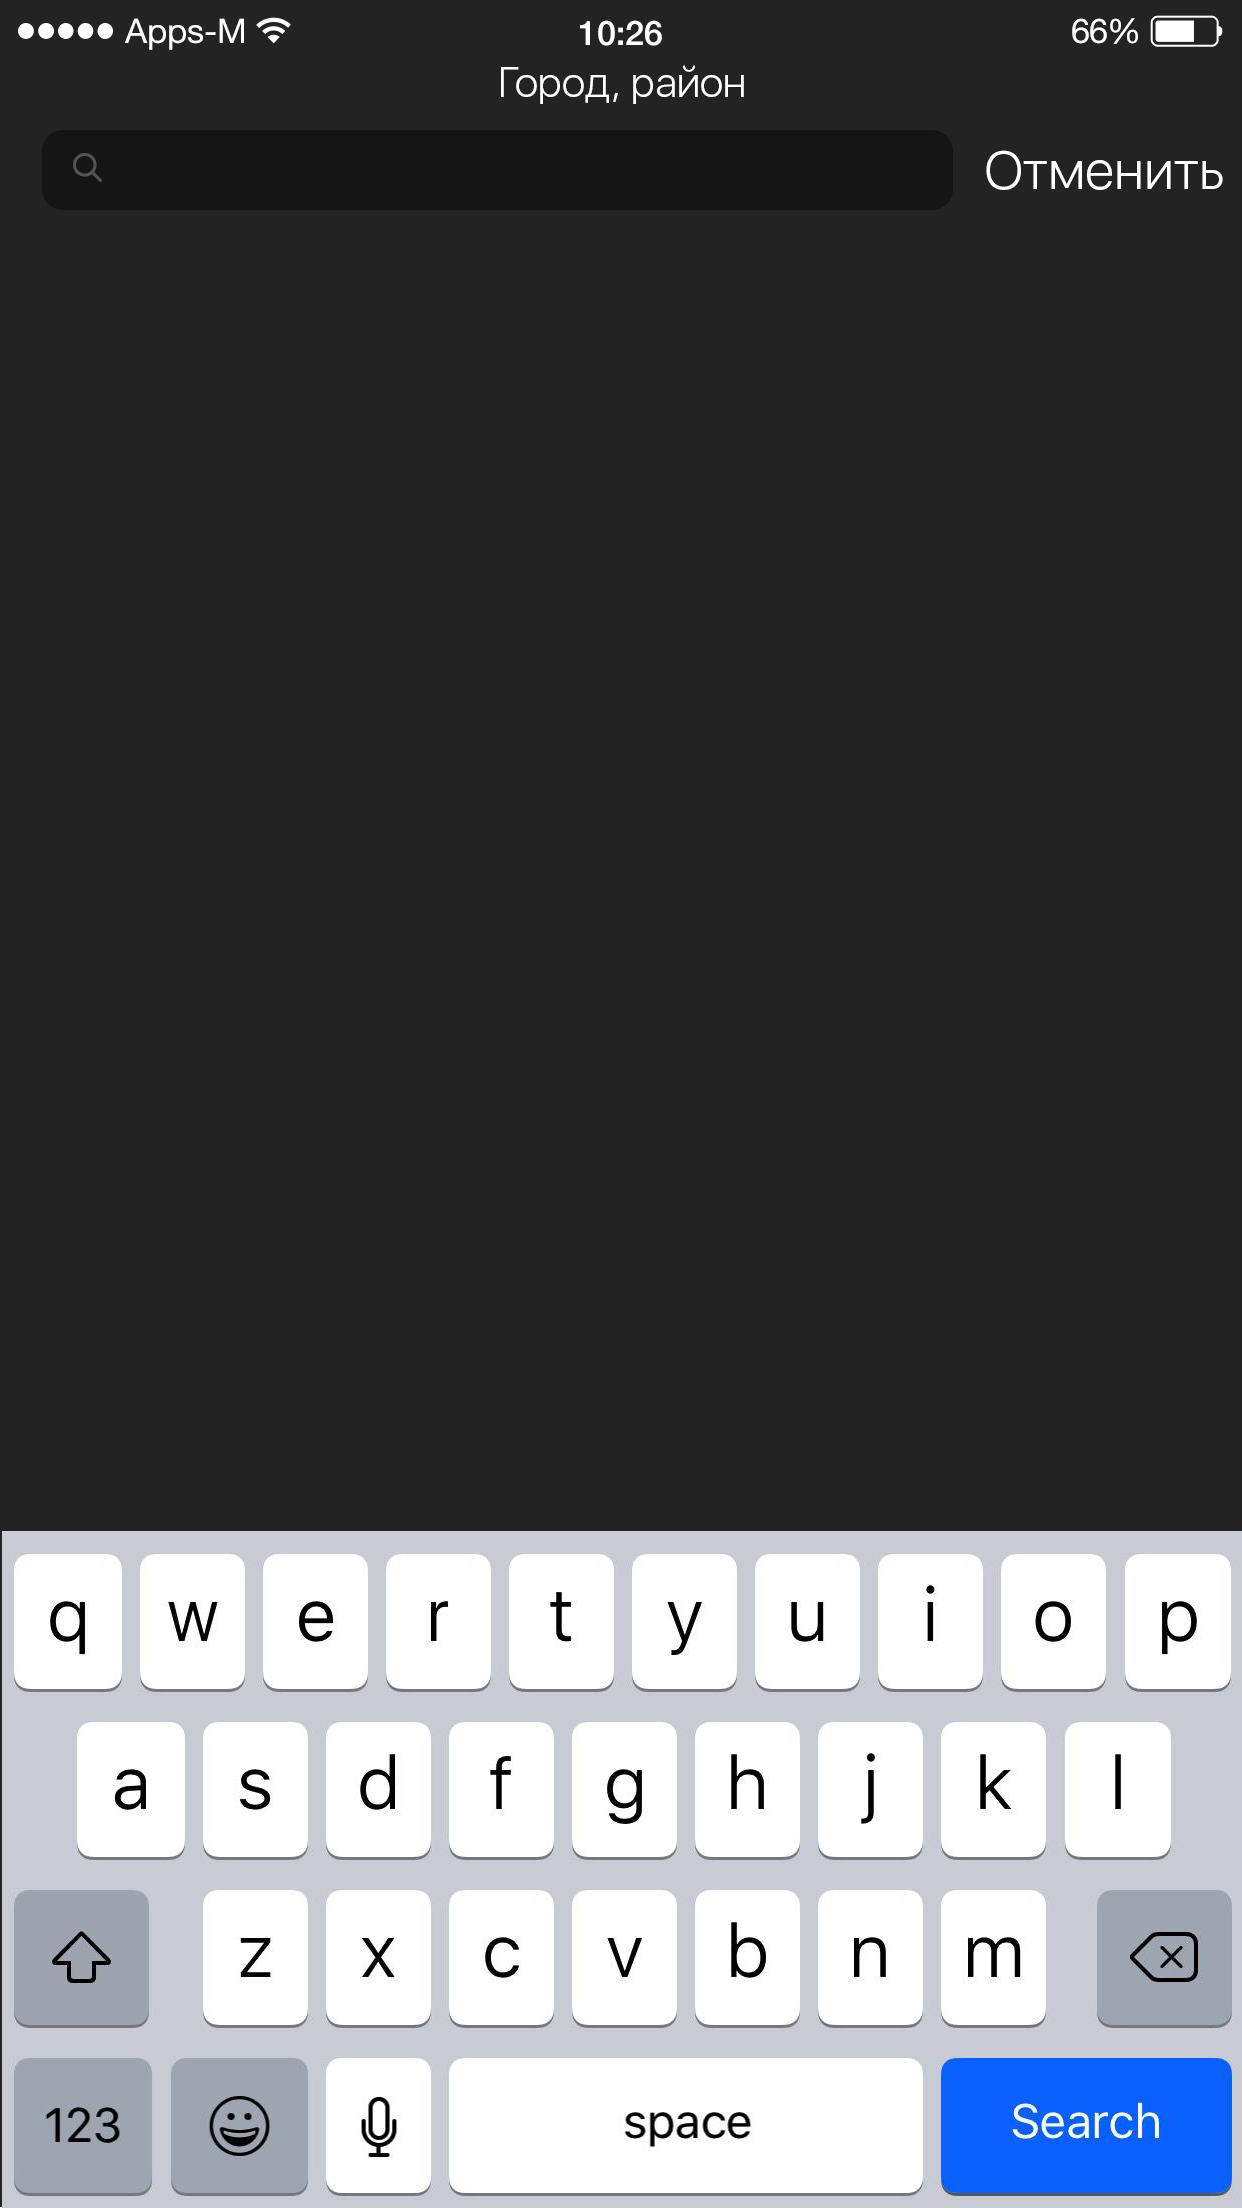 Apps-M 10:26 66%
Город, район
Отменить
q w e r t y u i o p
a s d f g h j k l
z x c v b n m
123 space Search